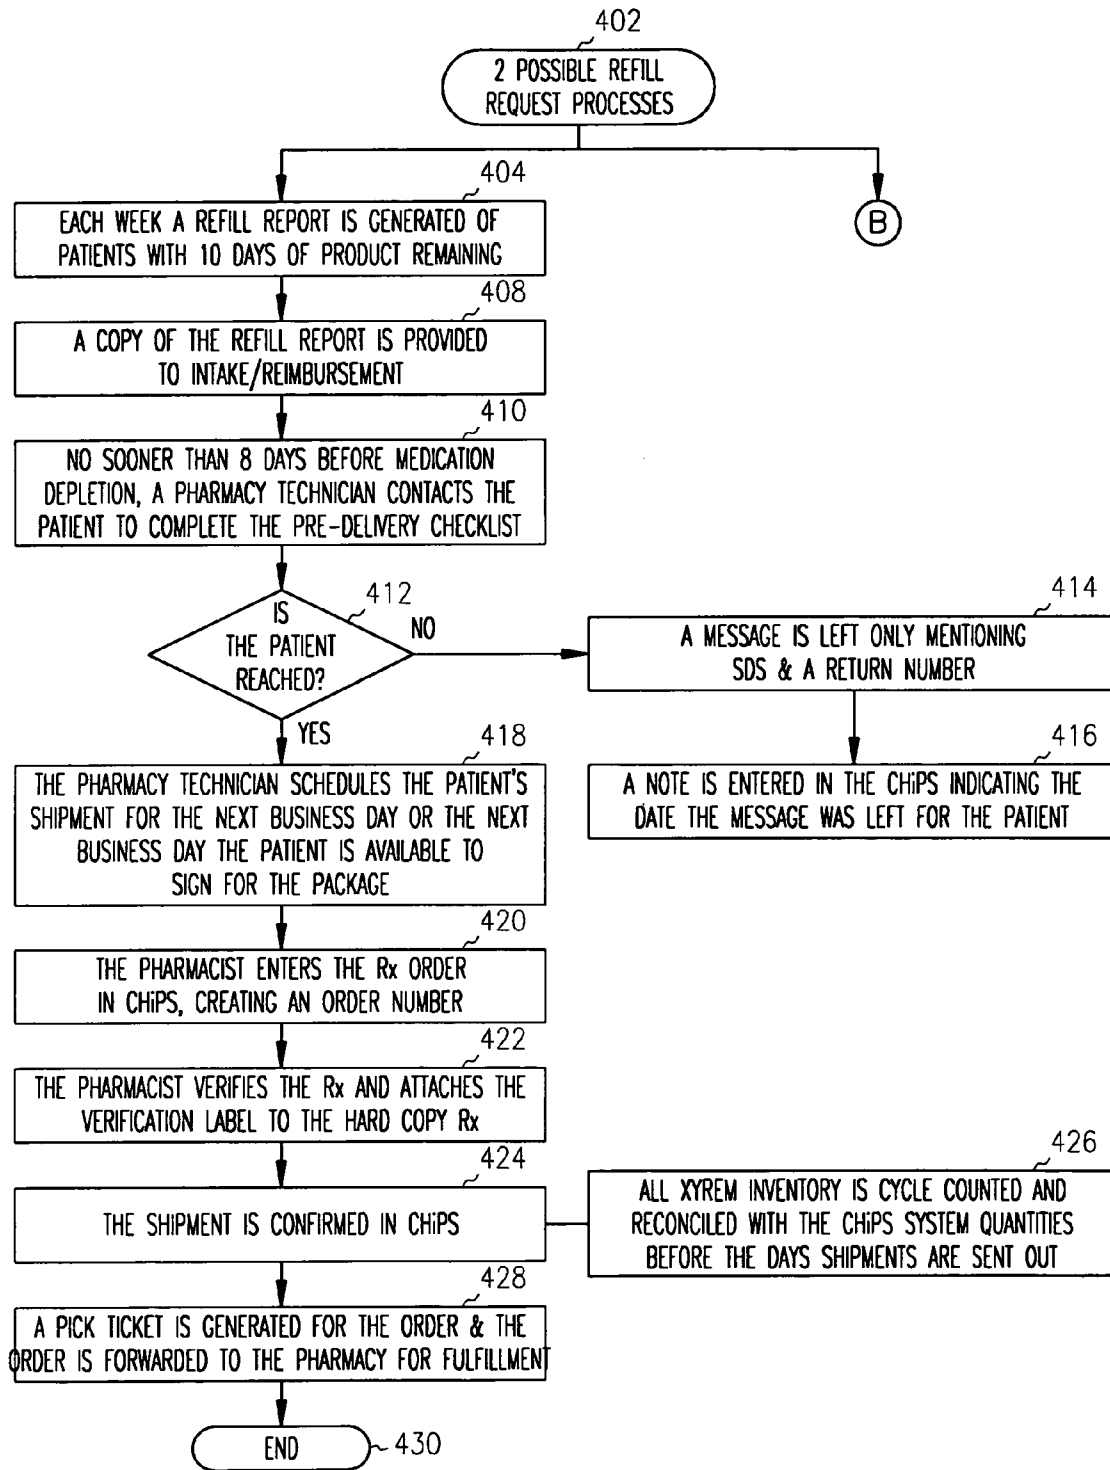 402
2 POSSIBLE REFILL
REQUEST PROCESSES
404
EACH WEEK A REFILL REPORT IS GENERATED OF
PATIENTS WITH 10 DAYS OF PRODUCT REMAINING
B
408
A COPY OF THE REFILL REPORT IS PROVIDED
TO INTAKE/REIMBURSEMENT
410
NO SOONER THAN 8 DAYS BEFORE MEDICATION
DEPLETION, A PHARMACY TECHNICIAN CONTACTS THE
PATIENT TO COMPLETE THE PRE-DELIVERY CHECKLIST
412
IS
THE PATIENT
REACHED?
NO
414
A MESSAGE IS LEFT ONLY MENTIONING
SDS & A RETURN NUMBER
YES
416
A NOTE IS ENTERED IN THE CHiPS INDICATING THE
DATE THE MESSAGE WAS LEFT FOR THE PATIENT
418
THE PHARMACY TECHNICIAN SCHEDULES THE PATIENT'S
SHIPMENT FOR THE NEXT BUSINESS DAY OR THE NEXT
BUSINESS DAY THE PATIENT IS AVAILABLE TO
SIGN FOR THE PACKAGE
420
THE PHARMACIST ENTERS THE Rx ORDER
IN CHiPS, CREATING AN ORDER NUMBER
422
THE PHARMACIST VERIFIES THE Rx AND ATTACHES THE
VERIFICATION LABEL TO THE HARD COPY Rx
424
THE SHIPMENT IS CONFIRMED IN CHiPS
426
ALL XYREM INVENTORY IS CYCLE COUNTED AND
RECONCILED WITH THE CHiPS SYSTEM QUANTITIES
BEFORE THE DAYS SHIPMENTS ARE SENT OUT
428
A PICK TICKET IS GENERATED FOR THE ORDER & THE
ORDER IS FORWARDED TO THE PHARMACY FOR FULFILLMENT
END
430